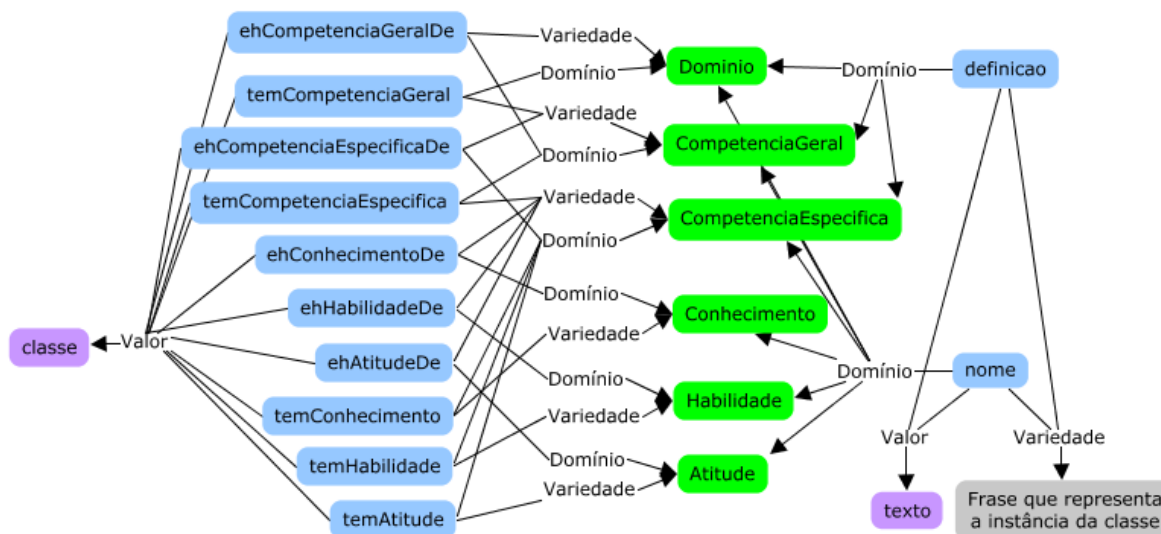 ehCompetenciaGeralDe
Variedade
Dominio
Domínio
definicao
Domínio
temCompetenciaGeral
Variedade
ehCompetenciaEspecificaDe
CompetenciaGeral
Domínio
temCompetenciaEspecifica
Variedade
CompetenciaEspecifica
Domínio
ehConhecimentoDe
Domínio
ehHabilidadeDe
Conhecimento
Variedade
classe
Valor
ehAtitudeDe
Domínio
nome
Domínio
Habilidade
temConhecimento
Variedade
Valor
Variedade
temHabilidade
Domínio
Atitude
Variedade
temAtitude
texto
Frase que representa
a instância da classe